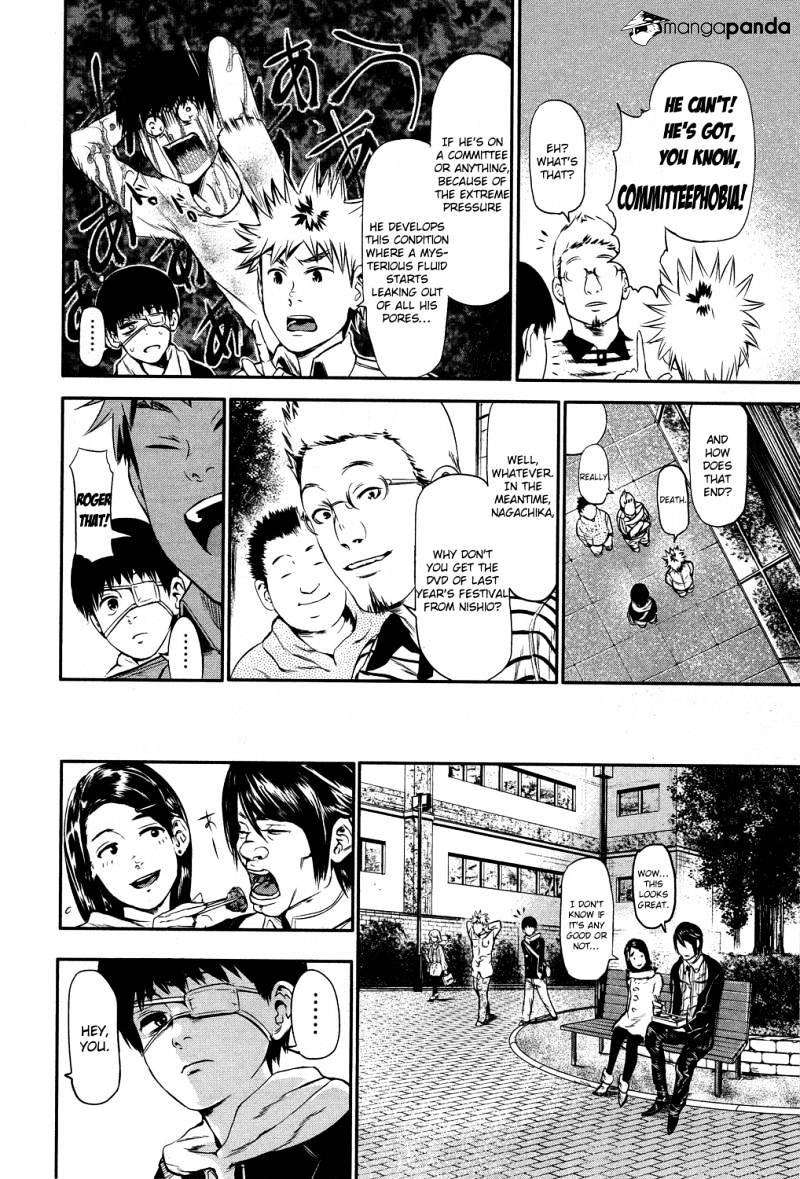 mangapanda
HE CAN'T!
HE'S GOT,
YOU KNOW,
COMMITTEEPHOBIA!
EH?
WHAT'S
THAT?
IF HE'S ON
A COMMITTEE
OR ANYTHING,
BECAUSE OF
THE EXTREME
PRESSURE
HE DEVELOPS
THIS CONDITION
WHERE A MYS-
TERIOUS FLUID
STARTS
LEAKING OUT
OF ALL HIS
PORES...
......
AND
HOW
DOES
THAT
END?
DEATH.
REALLY
WELL,
WHATEVER.
IN THE
MEANTIME,
NAGACHIKA,
WHY DON'T
YOU GET THE
DVD OF LAST
YEAR'S FESTIVAL
FROM NISHIO?
ROGER
THAT!
......
WOW...
THIS
LOOKS
GREAT.
I DON'T
KNOW IF
IT'S ANY
GOOD OR
NOT...
......
HEY,
YOU.